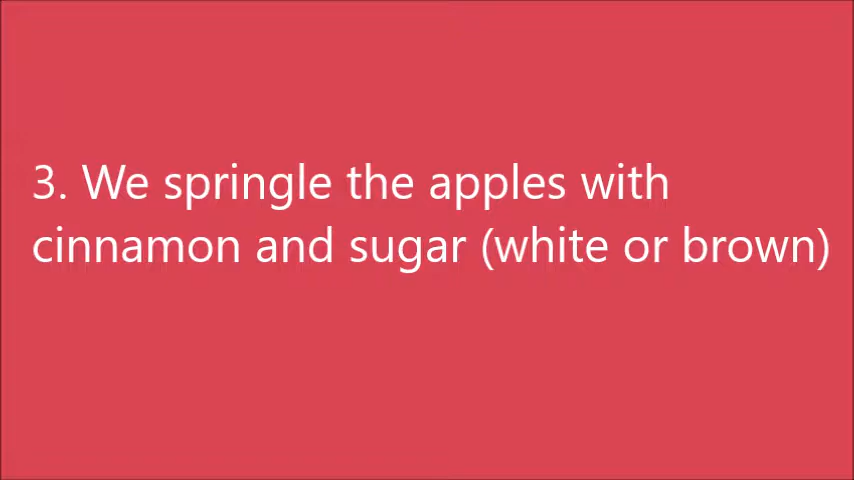 3. We springle the apples with
cinnamon and sugar (white or brown)